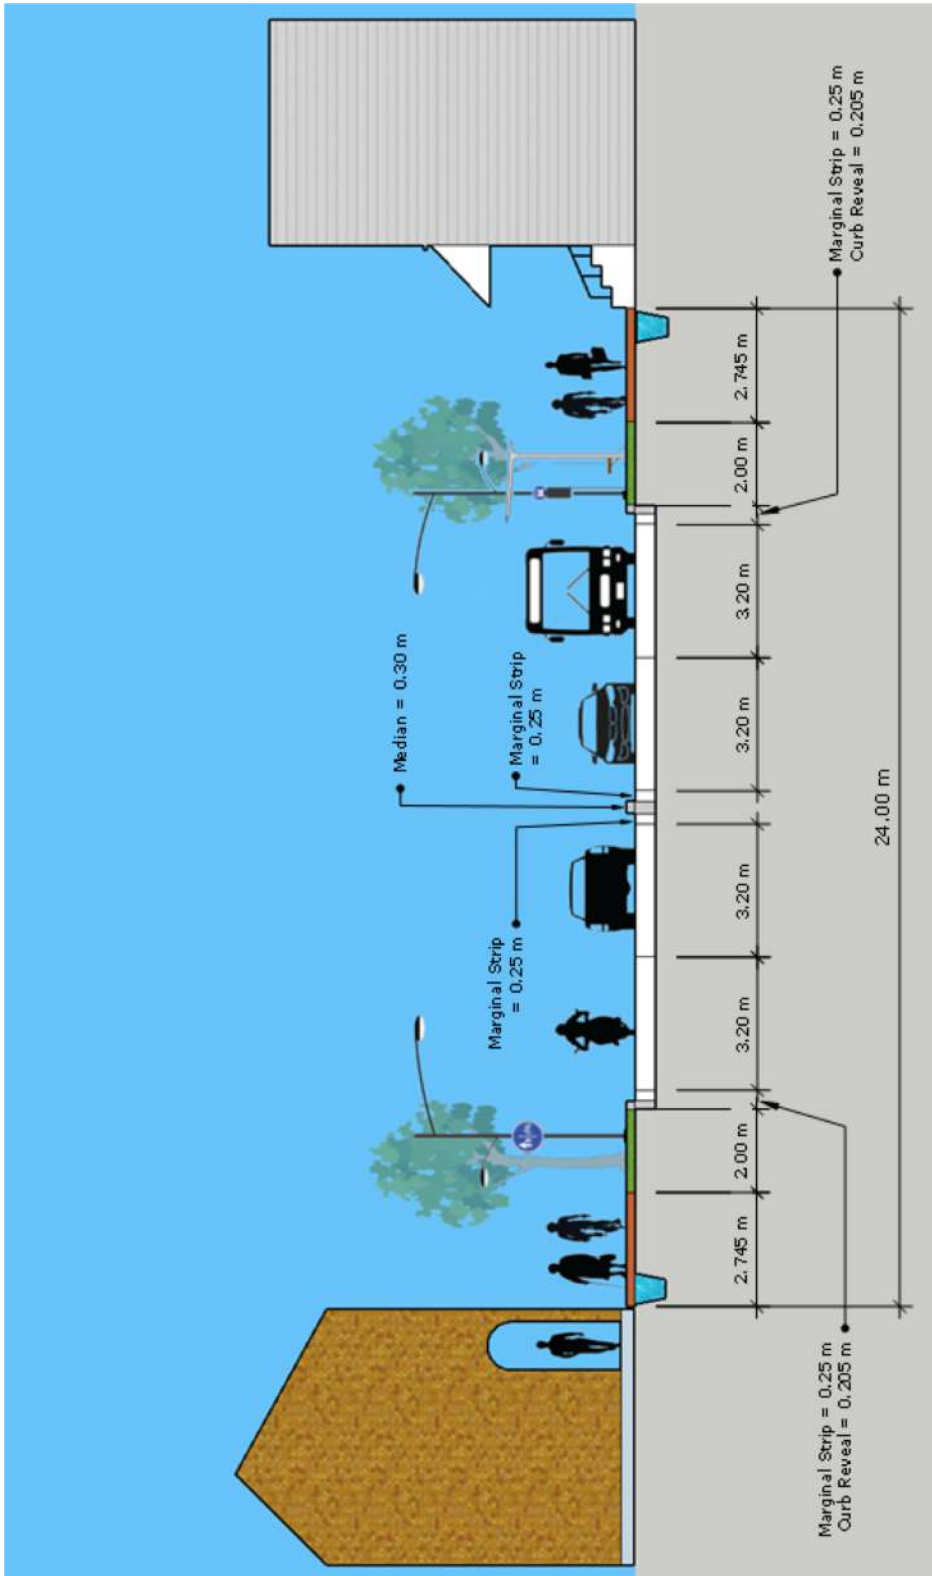 Median = 0.30 m
Marginal Strip
= 0.25 m
Marginal Strip
= 0.25 m
2.745 m
2.00 m
3.20 m
3.20 m
3.20 m
3.20 m
2.00 m
2.745 m
Marginal Strip = 0.25 m
Curb Reveal = 0.205 m
Marginal Strip = 0.25 m
Curb Reveal = 0.205 m
24.00 m